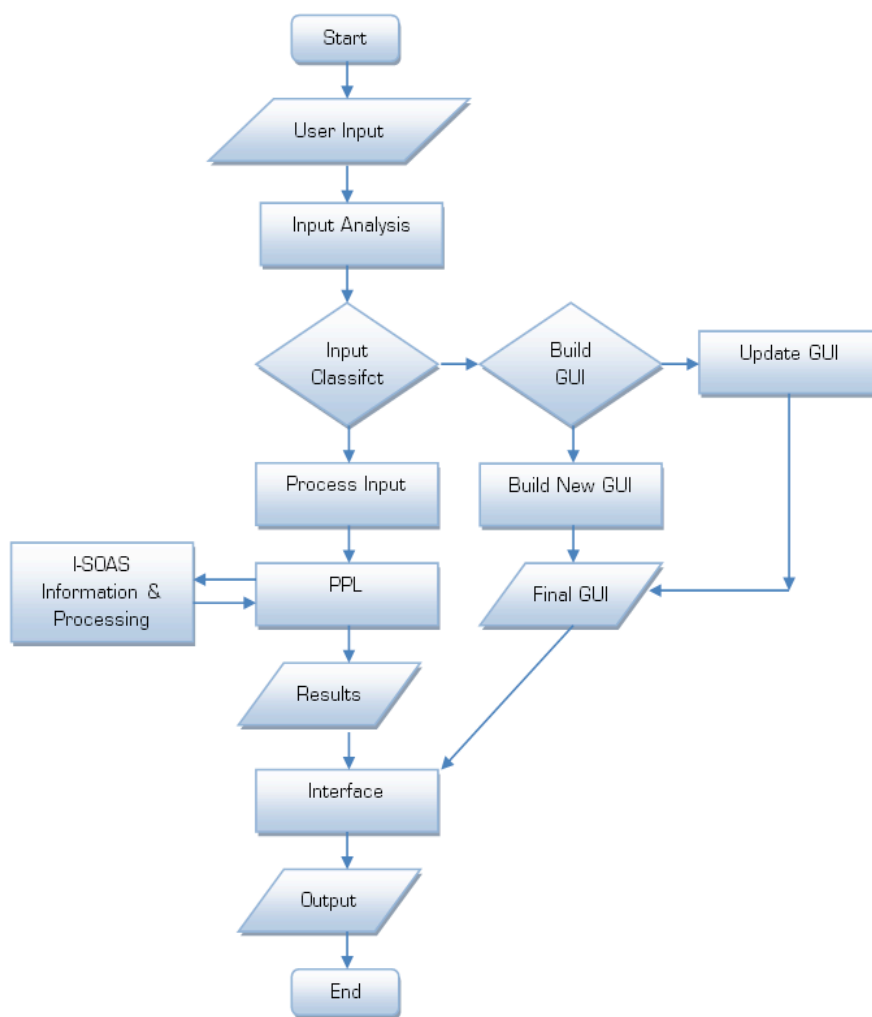 Start
User Input
Input Analysis
Input
Classifct
Build
GUI
Update GUI
Process Input
Build New GUI
I-SOAS
Information &
Processing
PPL
Final GUI
Results
Interface
Output
End